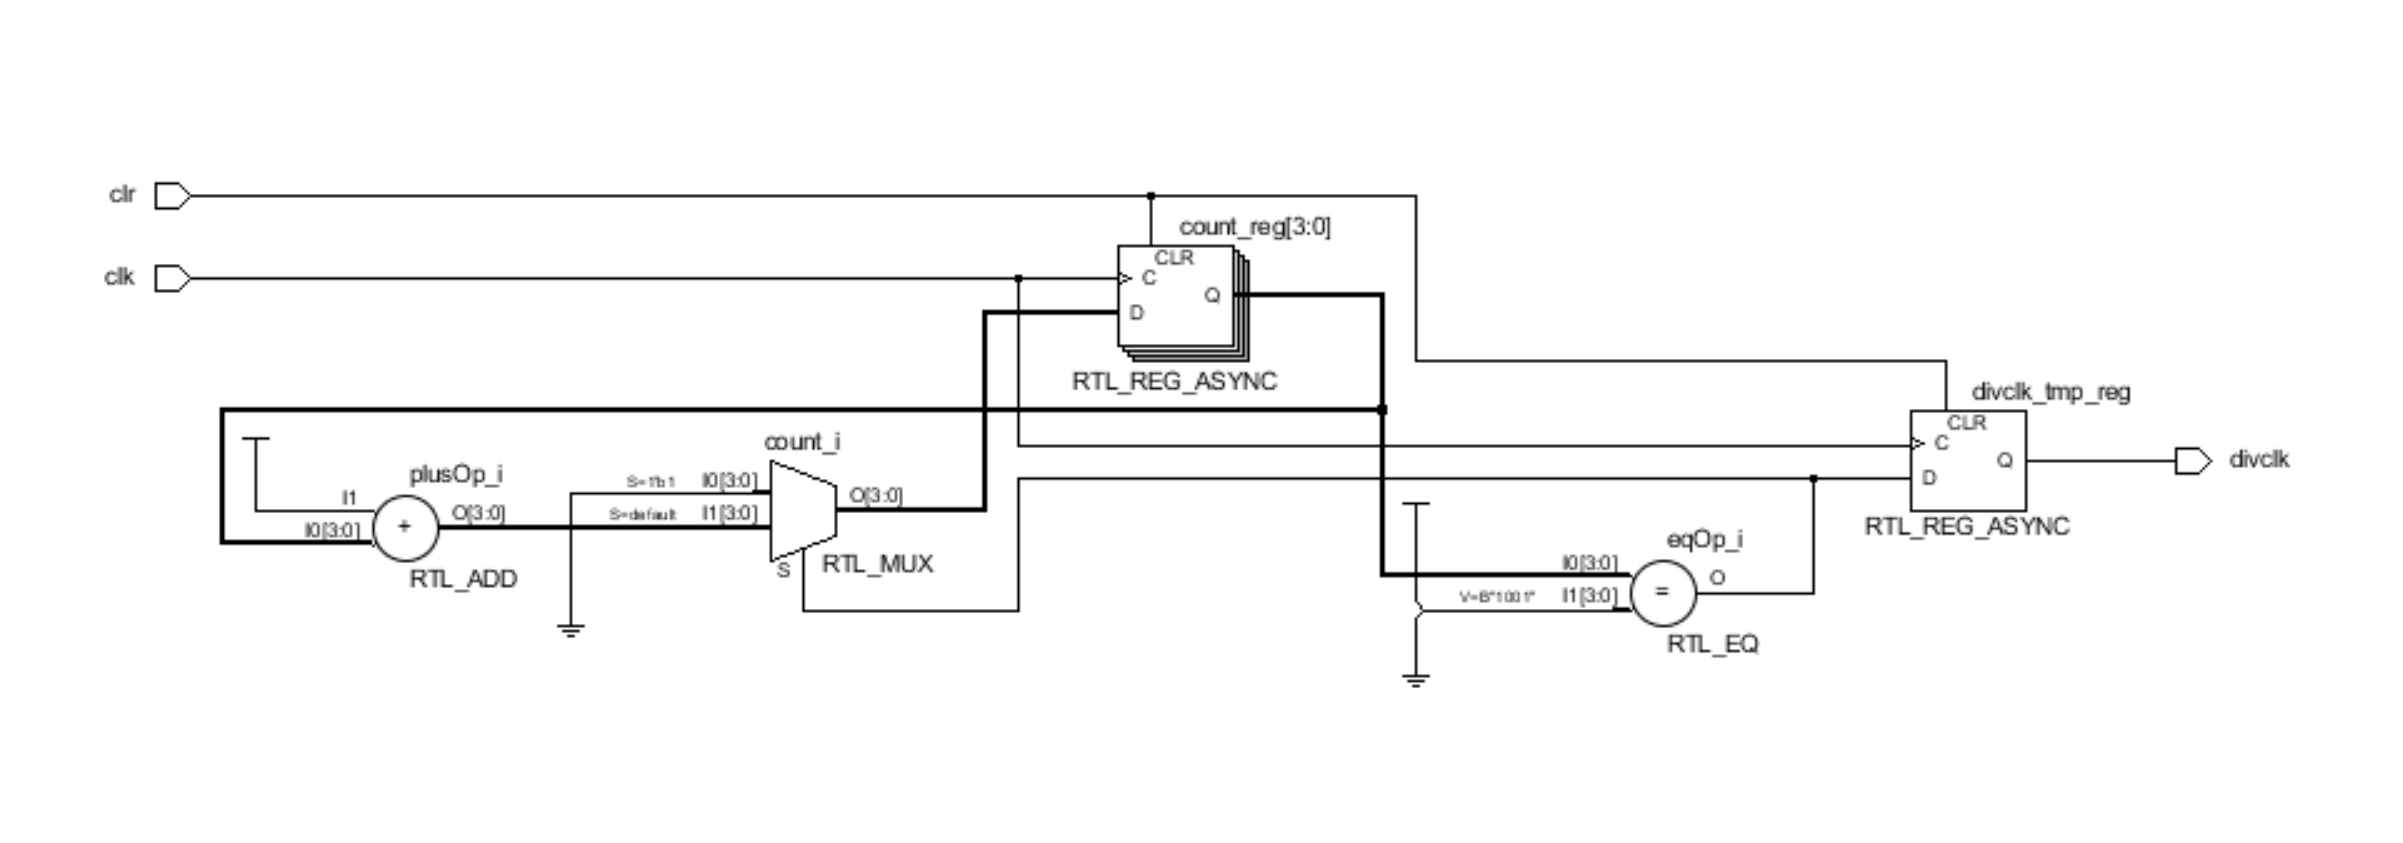 clr
count_reg[3:0]
CLR
clk
C
Q
D
RTL_REG_ASYNC
divclk_tmp_reg
CLR
count_i
C
Q
divclk
plusOp_i
S=1'b1
I0[3:0]
D
I1
O[3:0]
S=default
I1[3:0]
O[3:0]
I0[3:0]
+
RTL_REG_ASYNC
eqOp_i
S
RTL_MUX
I0[3:0]
RTL_ADD
O
V=B"1001"
I1[3:0]
=
RTL_EQ